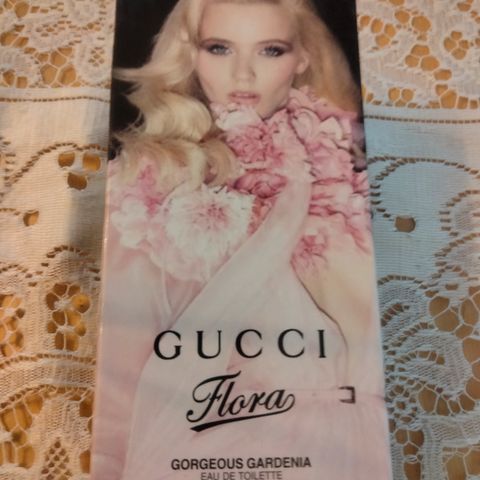 GUCCI
Flora
GORGEOUS GARDENIA
EAU DE TOILETTE